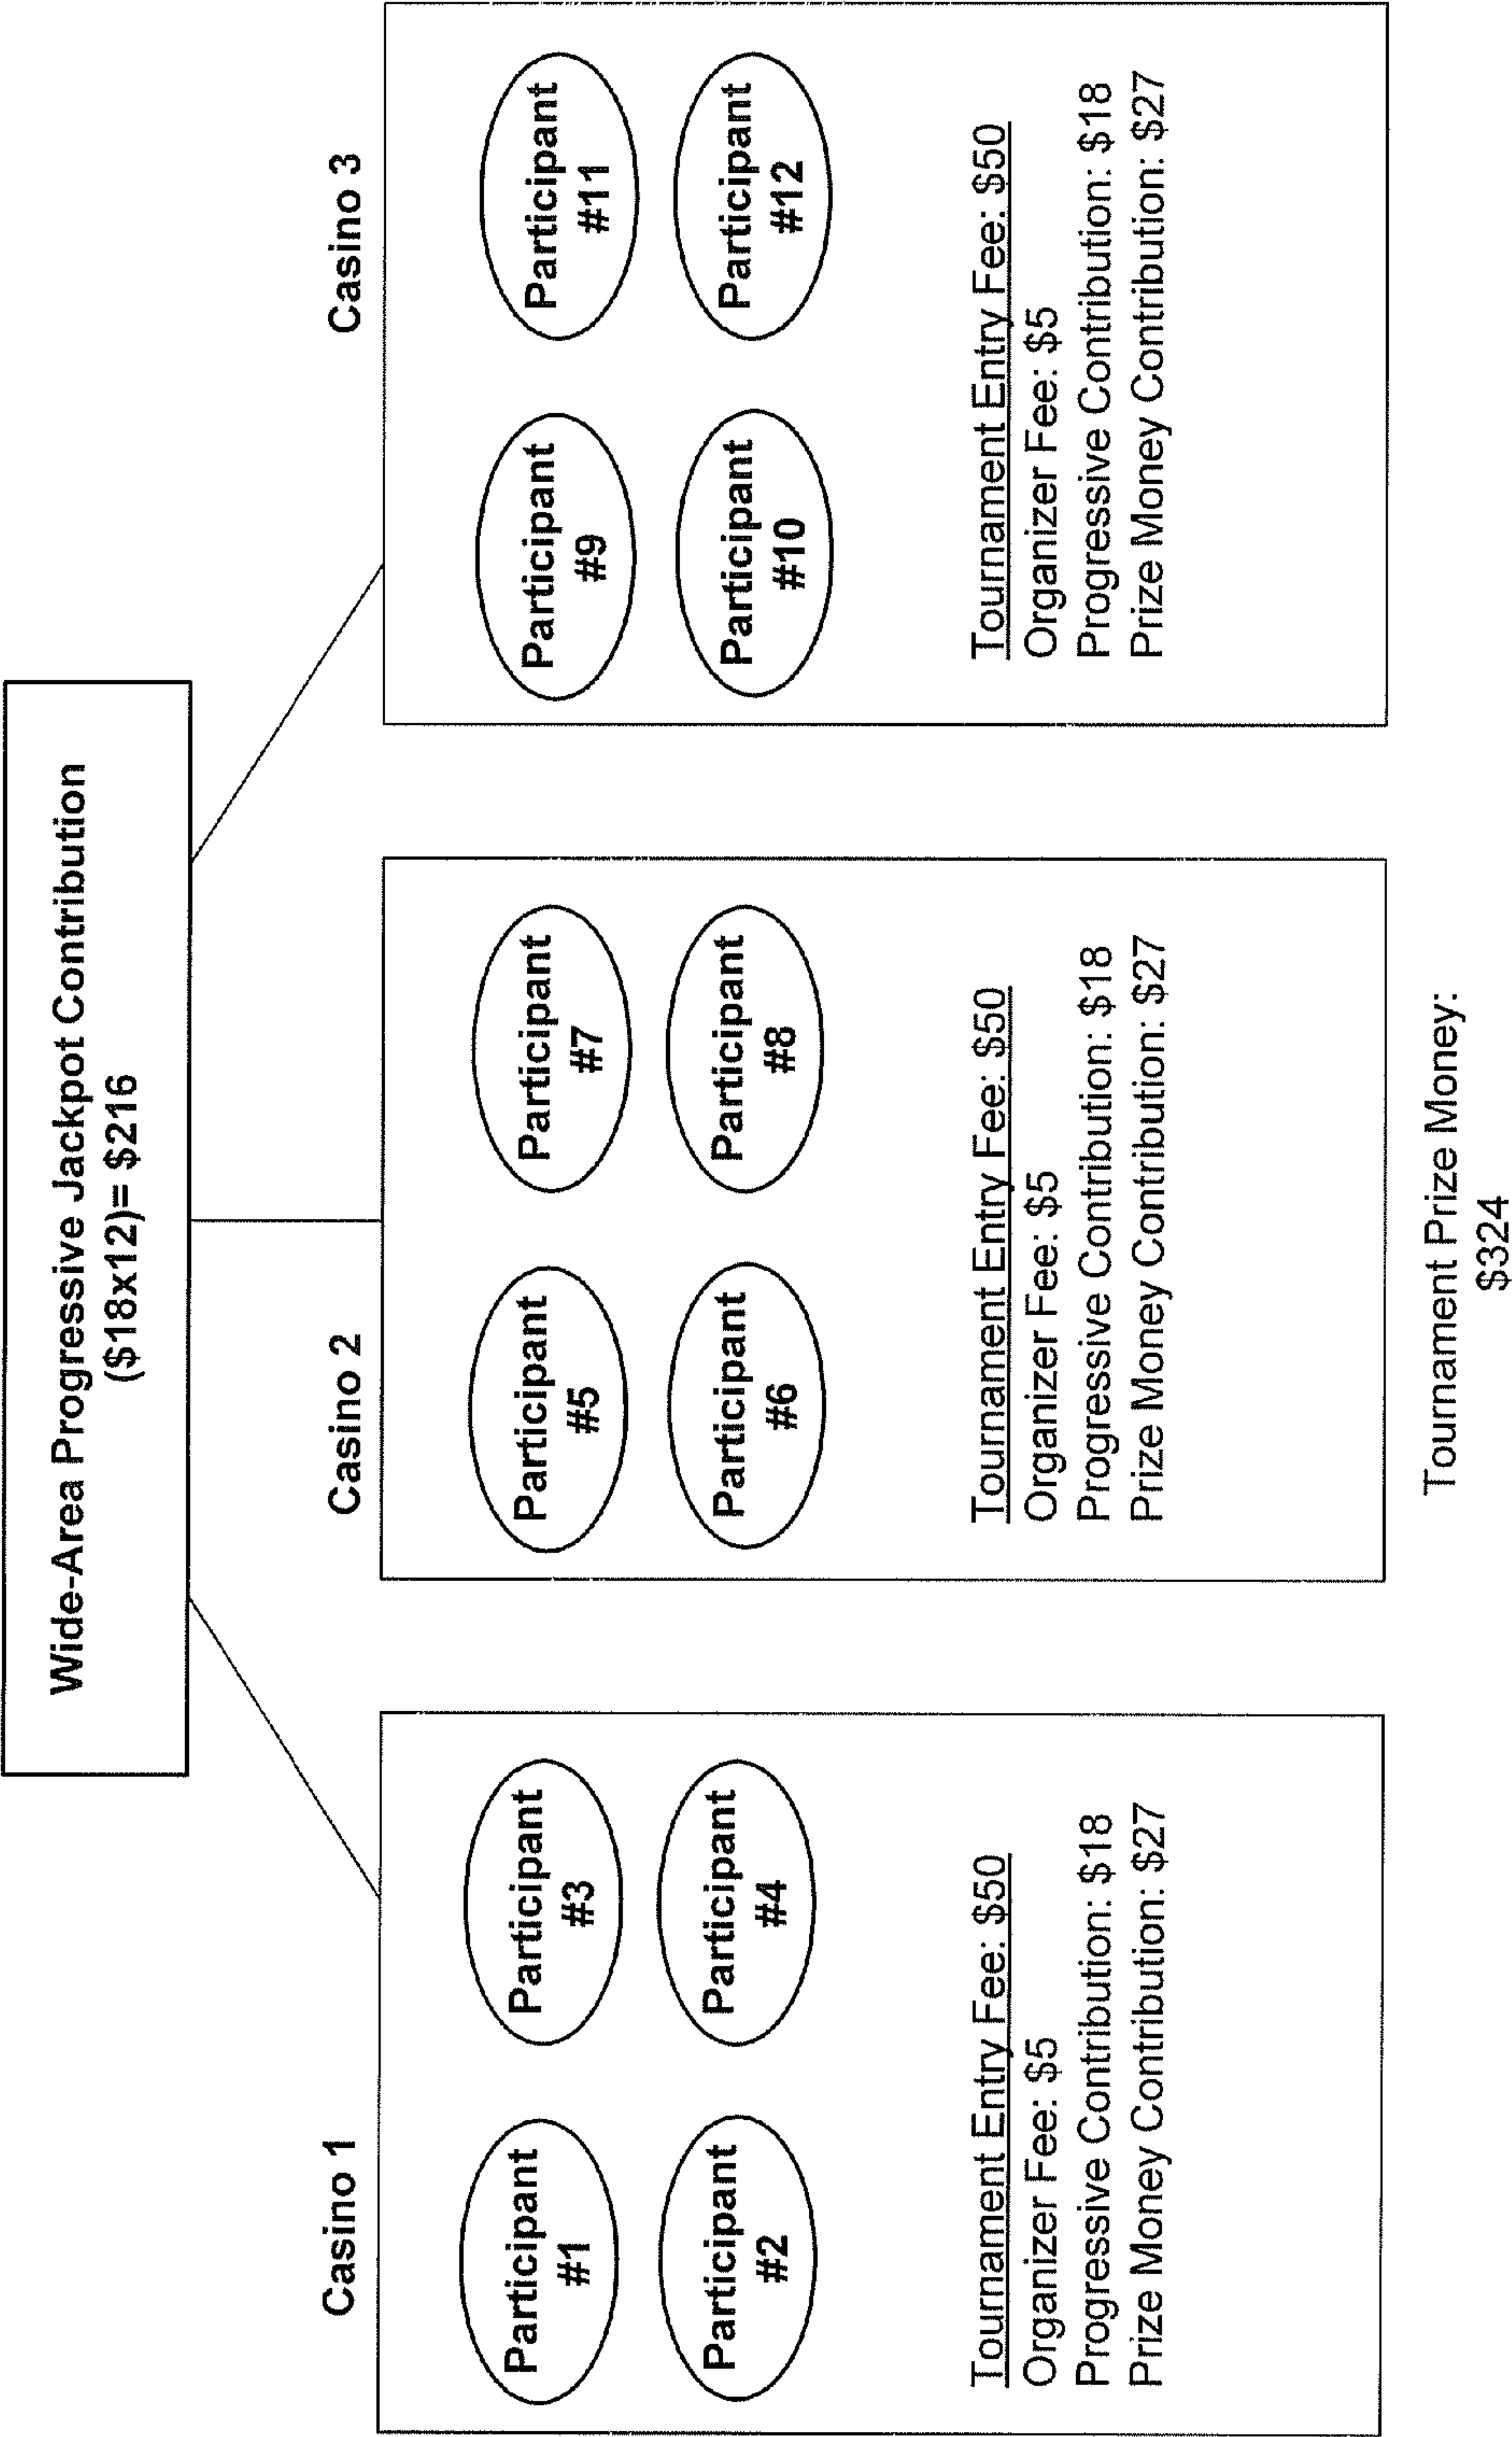 Wide-Area Progressive Jackpot Contribution
($18x12)= $216
Casino 1
Participant
#1
Participant
#3
Participant
#2
Participant
#4
Tournament Entry Fee: $50
Organizer Fee: $5
Progressive Contribution: $18
Prize Money Contribution: $27
Casino 2
Participant
#5
Participant
#7
Participant
#6
Participant
#8
Tournament Entry Fee: $50
Organizer Fee: $5
Progressive Contribution: $18
Prize Money Contribution: $27
Casino 3
Participant
#9
Participant
#11
Participant
#10
Participant
#12
Tournament Entry Fee: $50
Organizer Fee: $5
Progressive Contribution: $18
Prize Money Contribution: $27
Tournament Prize Money:
$324